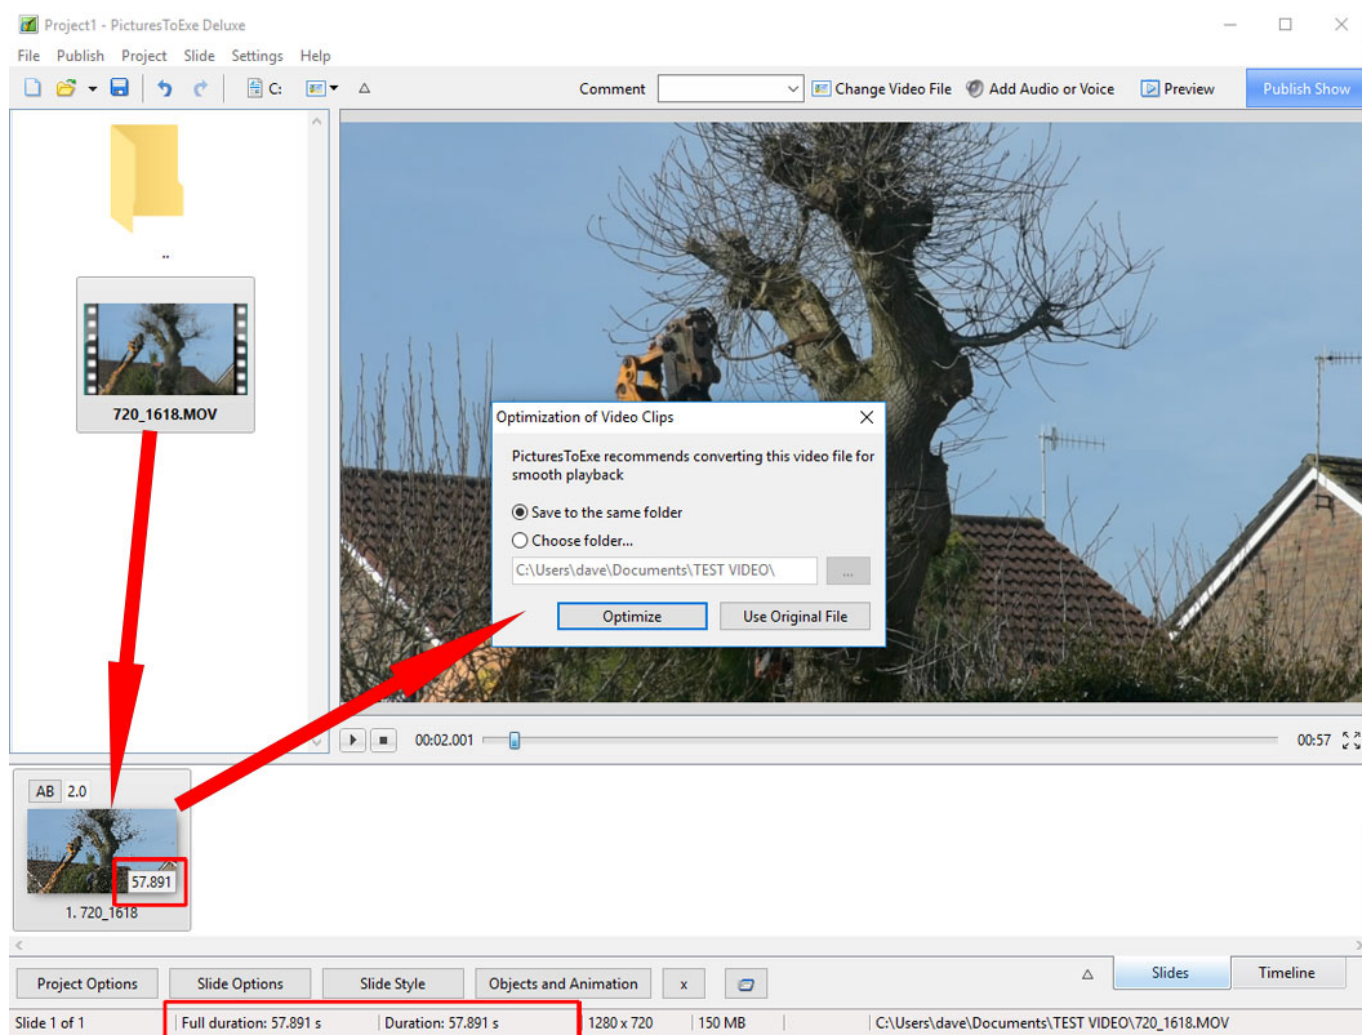 Project1 - PicturesToExe Deluxe
File Publish Project Slide Settings Help
C: Comment Change Video File Add Audio or Voice Preview Publish Show
..
720_1618.MOV
Optimization of Video Clips
PicturesToExe recommends converting this video file for
smooth playback
Save to the same folder
Choose folder...
C:\Users\dave\Documents\TEST VIDEO\
...
Optimize Use Original File
00:02.001 00:57
AB 2.0
57.891
1. 720_1618
Project Options Slide Options Slide Style Objects and Animation x Slides Timeline
Slide 1 of 1 Full duration: 57.891 s Duration: 57.891 s 1280 x 720 150 MB C:\Users\dave\Documents\TEST VIDEO\720_1618.MOV